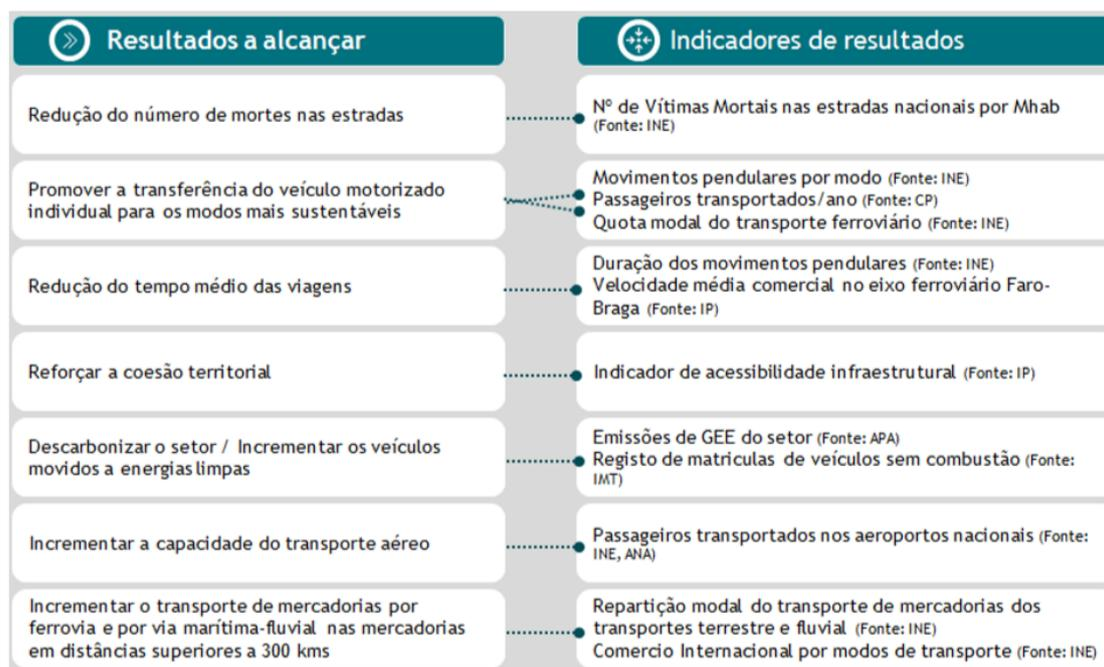 Resultados a alcançar
Indicadores de resultados
Redução do número de mortes nas estradas
Nº de Vítimas Mortais nas estradas nacionais por Mhab
(Fonte: INE)
Promover a transferência do veículo motorizado
individual para os modos mais sustentáveis
Movimentos pendulares por modo (Fonte: INE)
Passageiros transportados/ano (Fonte: CP)
Quota modal do transporte ferroviário (Fonte: INE)
Redução do tempo médio das viagens
Duração dos movimentos pendulares (Fonte: INE)
Velocidade média comercial no eixo ferroviário Faro-
Braga (Fonte: IP)
Reforçar a coesão territorial
Indicador de acessibilidade infraestrutural (Fonte: IP)
Descarbonizar o setor / Incrementar os veículos
movidos a energias limpas
Emissões de GEE do setor (Fonte: APA)
Registo de matriculas de veículos sem combustão (Fonte:
IMT)
Incrementar a capacidade do transporte aéreo
Passageiros transportados nos aeroportos nacionais (Fonte:
INE, ANA)
Incrementar o transporte de mercadorias por
ferrovia e por via marítima-fluvial nas mercadorias
em distâncias superiores a 300 kms
Repartição modal do transporte de mercadorias dos
transportes terrestre e fluvial (Fonte: INE)
Comercio Internacional por modos de transporte (Fonte: INE)